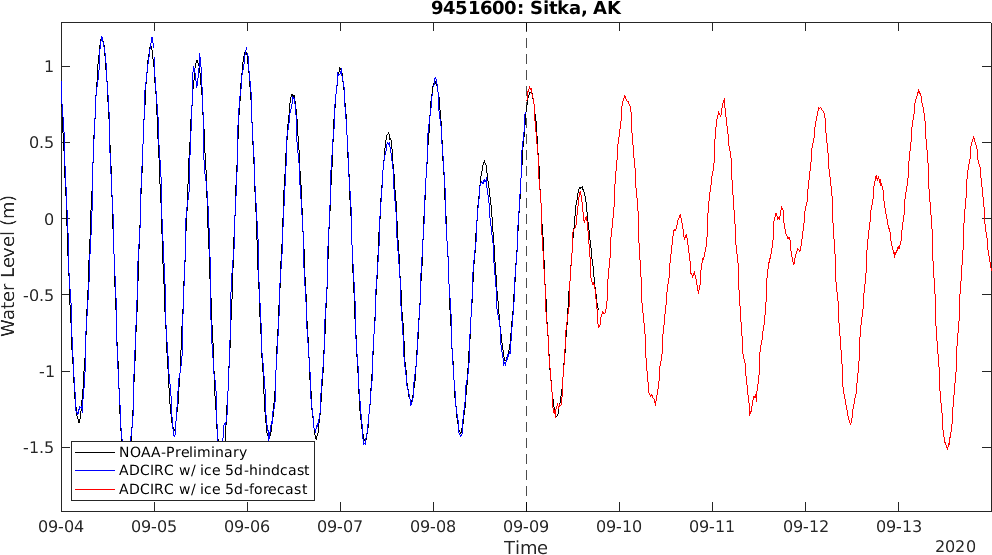 9451600: Sitka, AK
Water Level (m)
1
0.5
0
-0.5
-1
-1.5
NOAA-Preliminary
ADCIRC w/ ice 5d-hindcast
ADCIRC w/ ice 5d-forecast
09-04 09-05 09-06 09-07 09-08 09-09 09-10 09-11 09-12 09-13
Time
2020